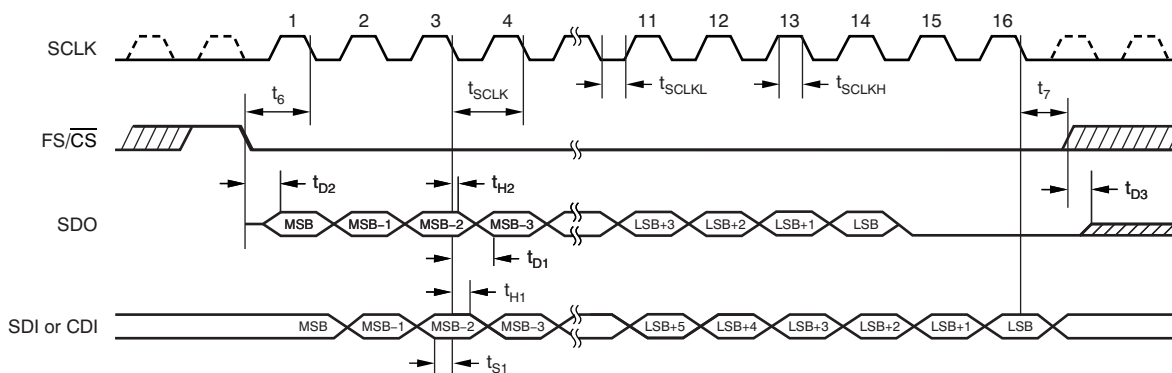 1 2 3 4 11 12 13 14 15 16
SCLK
t6 tSCLK tSCLKL tSCLKH t7
FS/CS
tD2 tH2 tD3
SDO MSB MSB–1 MSB–2 MSB–3 LSB+3 LSB+2 LSB+1 LSB
tD1
tH1
SDI or CDI MSB MSB–1 MSB–2 MSB–3 LSB+5 LSB+4 LSB+3 LSB+2 LSB+1 LSB
tS1